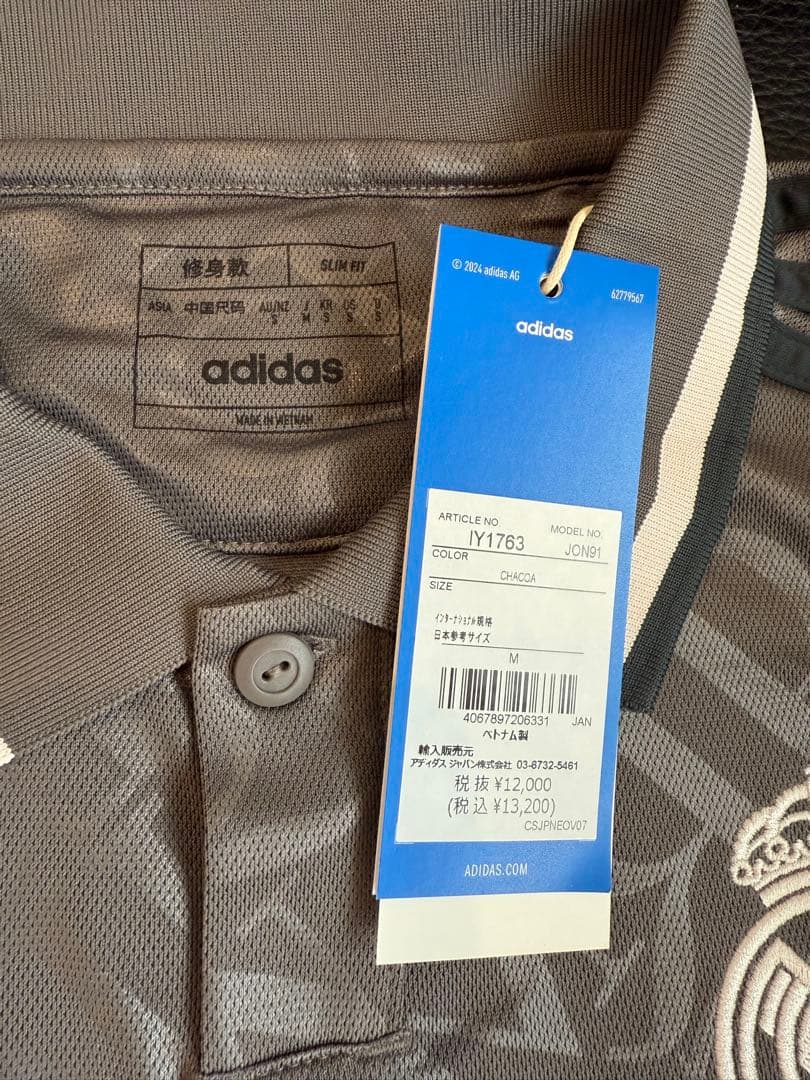 修身款 SLIM FIT
ASIA 中国尺码 AU/NZ J KR US
S M S S S
adidas
MADE IN VIETNAM
© 2024 adidas AG
62779567
adidas
ARTICLE NO. MODEL NO.
IY1763 JON91
COLOR
CHACOA
SIZE
インターナショナル規格
日本参考サイズ
M
4067897206331 JAN
ベトナム製
輸入販売元
アディダス ジャパン株式会社 03-6732-5461
税抜 ¥12,000
(税込 ¥13,200)
CSJPNEOV07
ADIDAS.COM